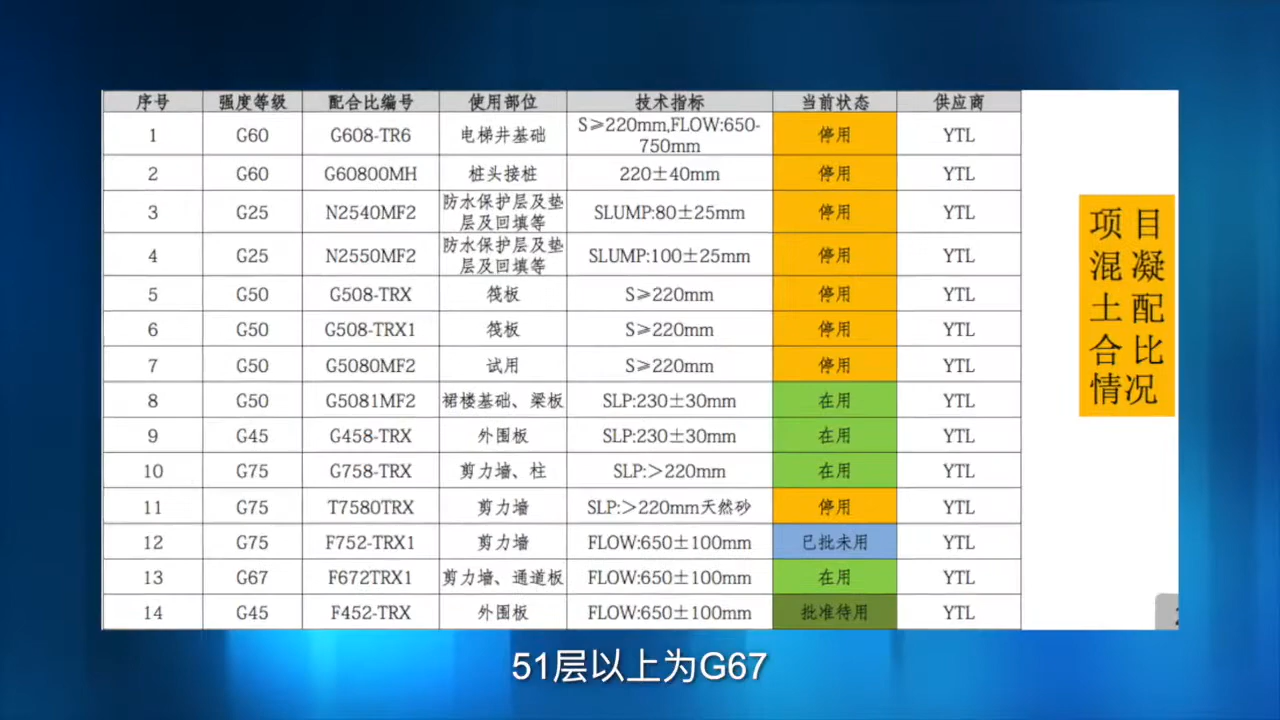 序号 强度等级 配合比编号 使用部位 技术指标 当前状态 供应商
1 G60 G608-TR6 电梯井基础 S≥220mm,FLOW:650-750mm 停用 YTL
2 G60 G60800MH 桩头接桩 220±40mm 停用 YTL
3 G25 N2540MF2 防水保护层及垫层及回填等 SLUMP:80±25mm 停用 YTL
4 G25 N2550MF2 防水保护层及垫层及回填等 SLUMP:100±25mm 停用 YTL
5 G50 G508-TRX 筏板 S≥220mm 停用 YTL
6 G50 G508-TRX1 筏板 S≥220mm 停用 YTL
7 G50 G5080MF2 试用 S≥220mm 停用 YTL
8 G50 G5081MF2 裙楼基础、梁板 SLP:230±30mm 在用 YTL
9 G45 G458-TRX 外围板 SLP:230±30mm 在用 YTL
10 G75 G758-TRX 剪力墙、柱 SLP:>220mm 在用 YTL
11 G75 T7580TRX 剪力墙 SLP:>220mm天然砂 停用 YTL
12 G75 F752-TRX1 剪力墙 FLOW:650±100mm 已批未用 YTL
13 G67 F672TRX1 剪力墙、通道板 FLOW:650±100mm 在用 YTL
14 G45 F452-TRX 外围板 FLOW:650±100mm 批准待用 YTL
项目
混凝
土配
合比
情况
51层以上为G67